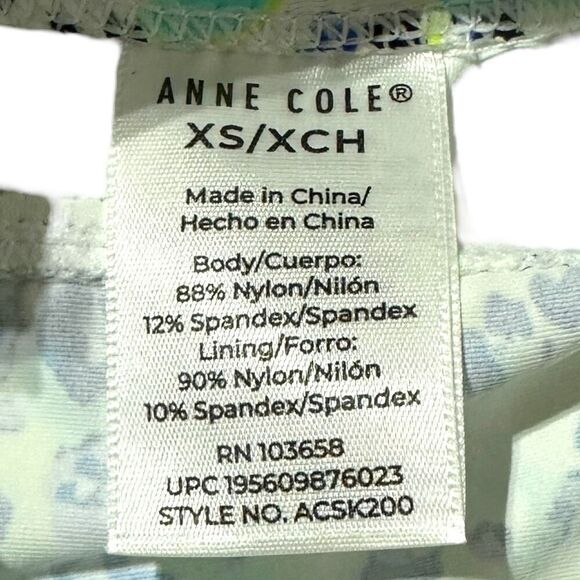 ANNE COLE®
XS/XCH
Made in China/
Hecho en China
Body/Cuerpo:
88% Nylon/Nilón
12% Spandex/Spandex
Lining/Forro:
90% Nylon/Nilón
10% Spandex/Spandex
RN 103658
UPC 195609876023
STYLE NO. ACSK200